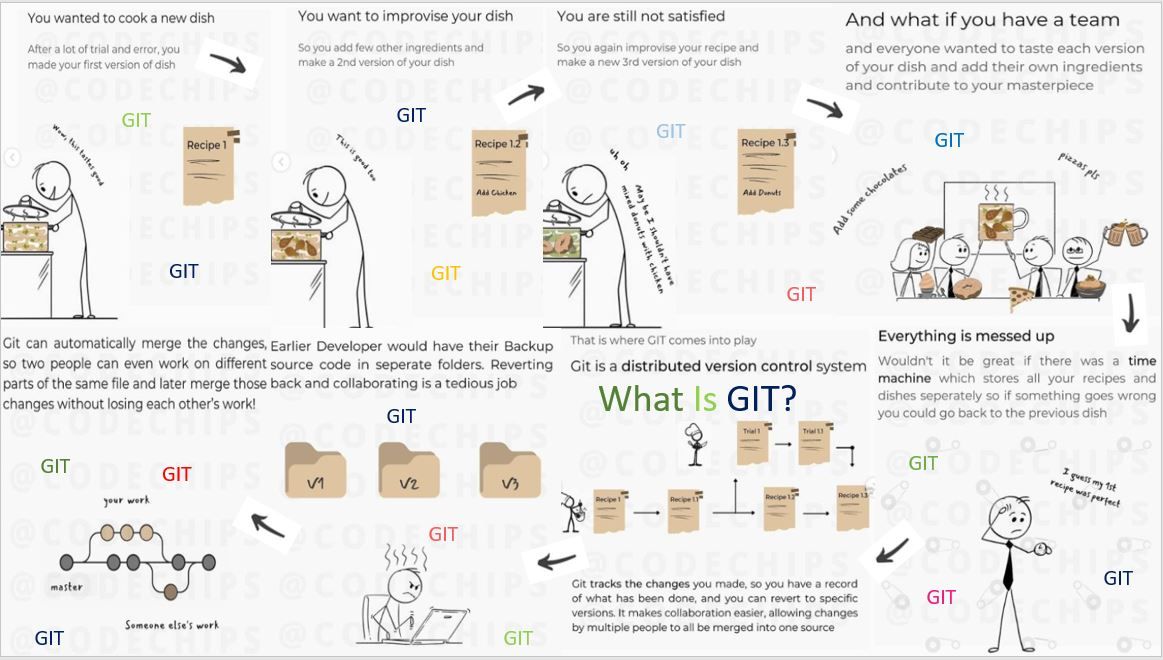 You wanted to cook a new dish
After a lot of trial and error, you
made your first version of dish
GIT
Recipe 1
Wow, this tastes good
GIT
You want to improvise your dish
So you add few other ingredients and
make a 2nd version of your dish
GIT
Recipe 1.2
Add Chicken
This is good too
GIT
You are still not satisfied
So you again improvise your recipe and
make a new 3rd version of your dish
GIT
Recipe 1.3
Add Donuts
uh oh
May be I shouldn't have
mixed donuts with chicken
GIT
And what if you have a team
and everyone wanted to taste each version
of your dish and add their own ingredients
and contribute to your masterpiece
GIT
Add some chocolates
pizzas pls
Everything is messed up
Wouldn't it be great if there was a time
machine which stores all your recipes and
dishes seperately so if something goes wrong
you could go back to the previous dish
GIT
I guess my 1st
recipe was perfect
GIT
GIT
That is where GIT comes into play
Git is a distributed version control system
What Is GIT?
Trial 1
Trial 1.1
Recipe 1
Recipe 1.1
Recipe 1.2
Recipe 1.3
Git tracks the changes you made, so you have a record
of what has been done, and you can revert to specific
versions. It makes collaboration easier, allowing changes
by multiple people to all be merged into one source
Earlier Developer would have their Backup
source code in seperate folders. Reverting
back and collaborating is a tedious job
GIT
V1
V2
V3
GIT
GIT
Git can automatically merge the changes,
so two people can even work on different
parts of the same file and later merge those
changes without losing each other's work!
GIT
GIT
your work
master
Someone else's work
GIT
@CODECHIPS